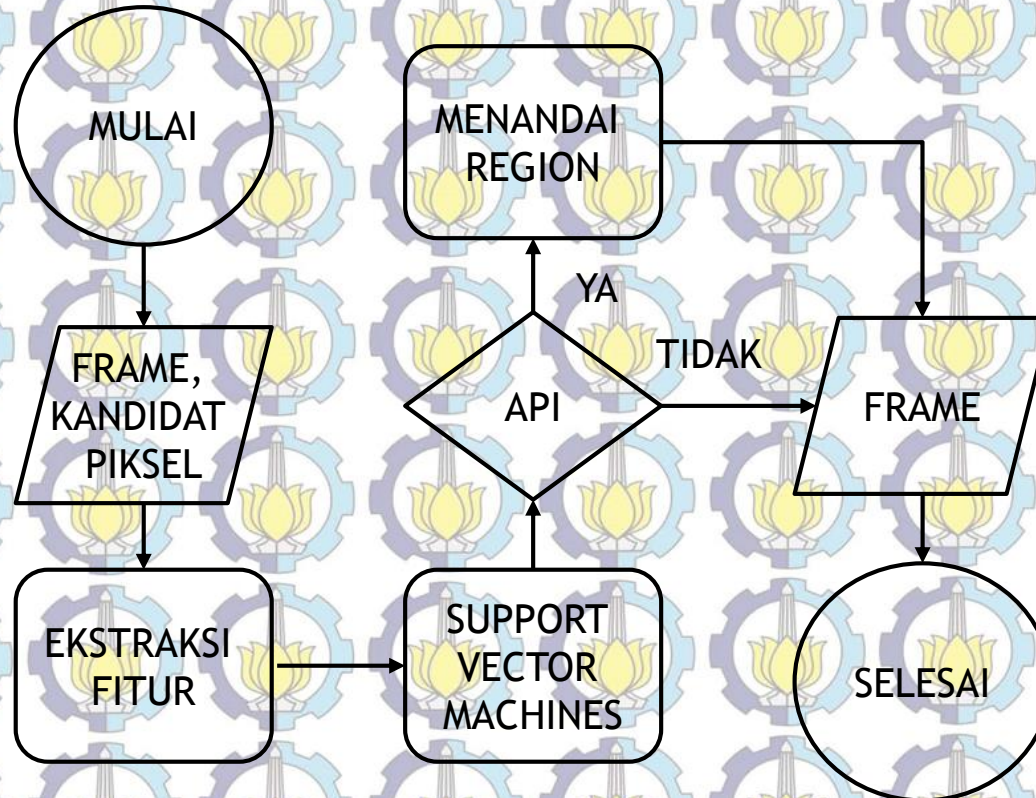 MULAI
FRAME,
KANDIDAT
PIKSEL
EKSTRAKSI
FITUR
SUPPORT
VECTOR
MACHINES
API
YA
TIDAK
MENANDAI
REGION
FRAME
SELESAI